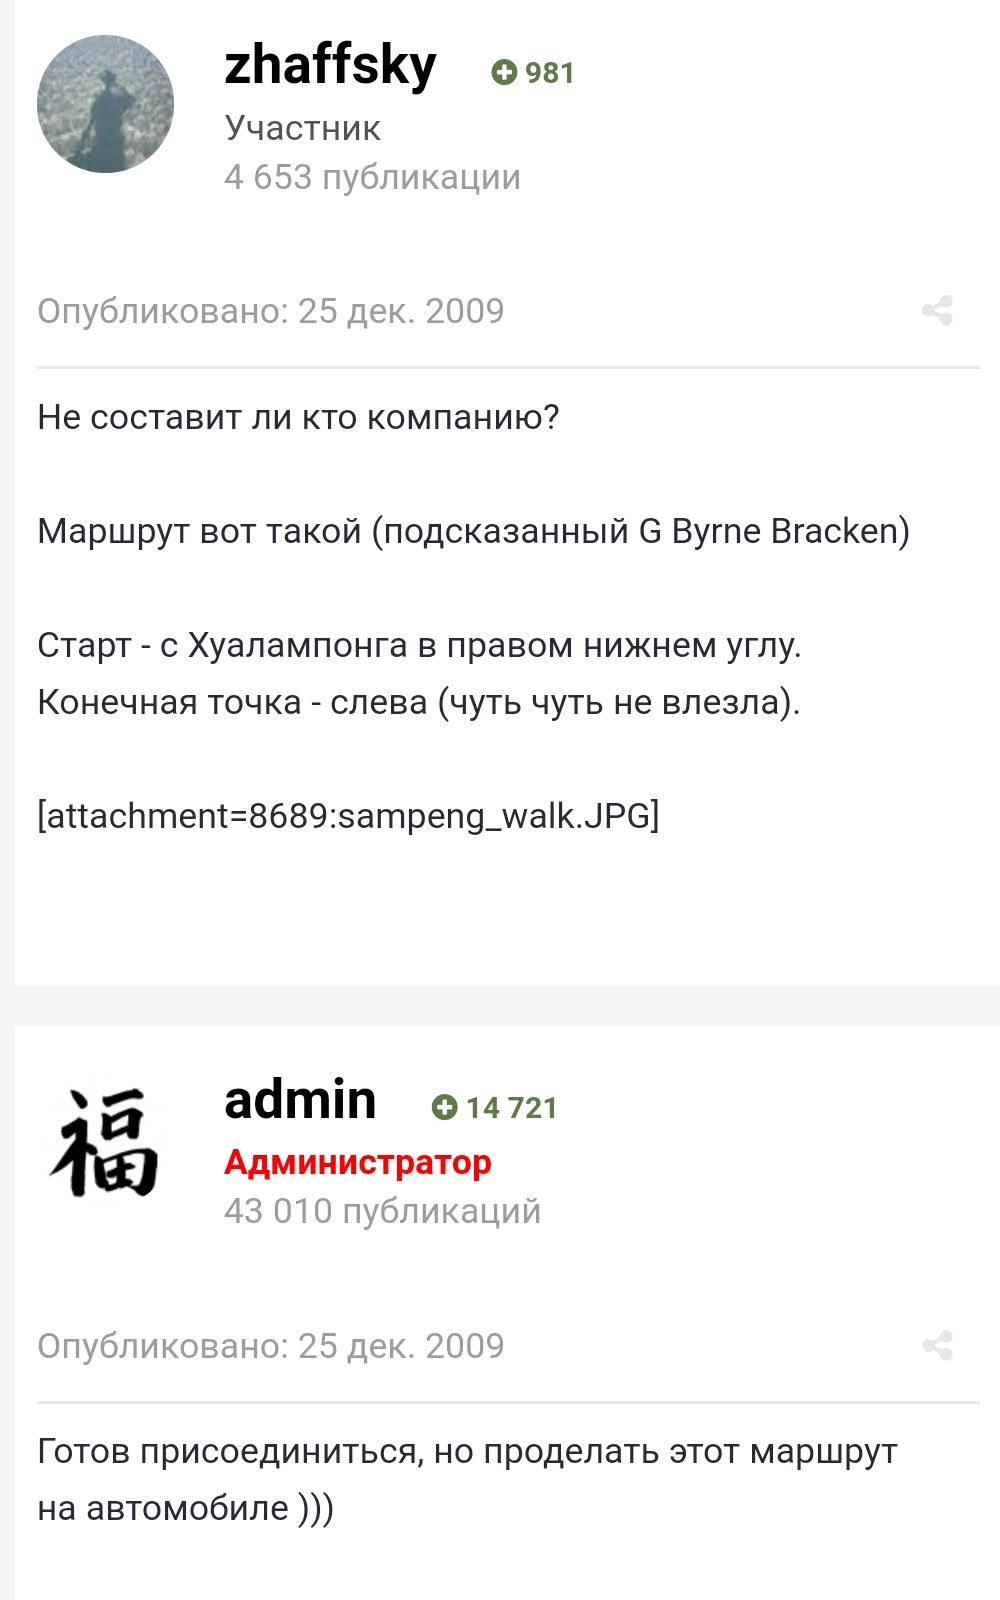 zhaffsky 981
Участник
4 653 публикации
Опубликовано: 25 дек. 2009
Не составит ли кто компанию?
Маршрут вот такой (подсказанный G Byrne Bracken)
Старт - с Хуалампонга в правом нижнем углу.
Конечная точка - слева (чуть чуть не влезла).
[attachment=8689:sampeng_walk.JPG]
福
admin 14 721
Администратор
43 010 публикаций
Опубликовано: 25 дек. 2009
Готов присоединиться, но проделать этот маршрут
на автомобиле )))